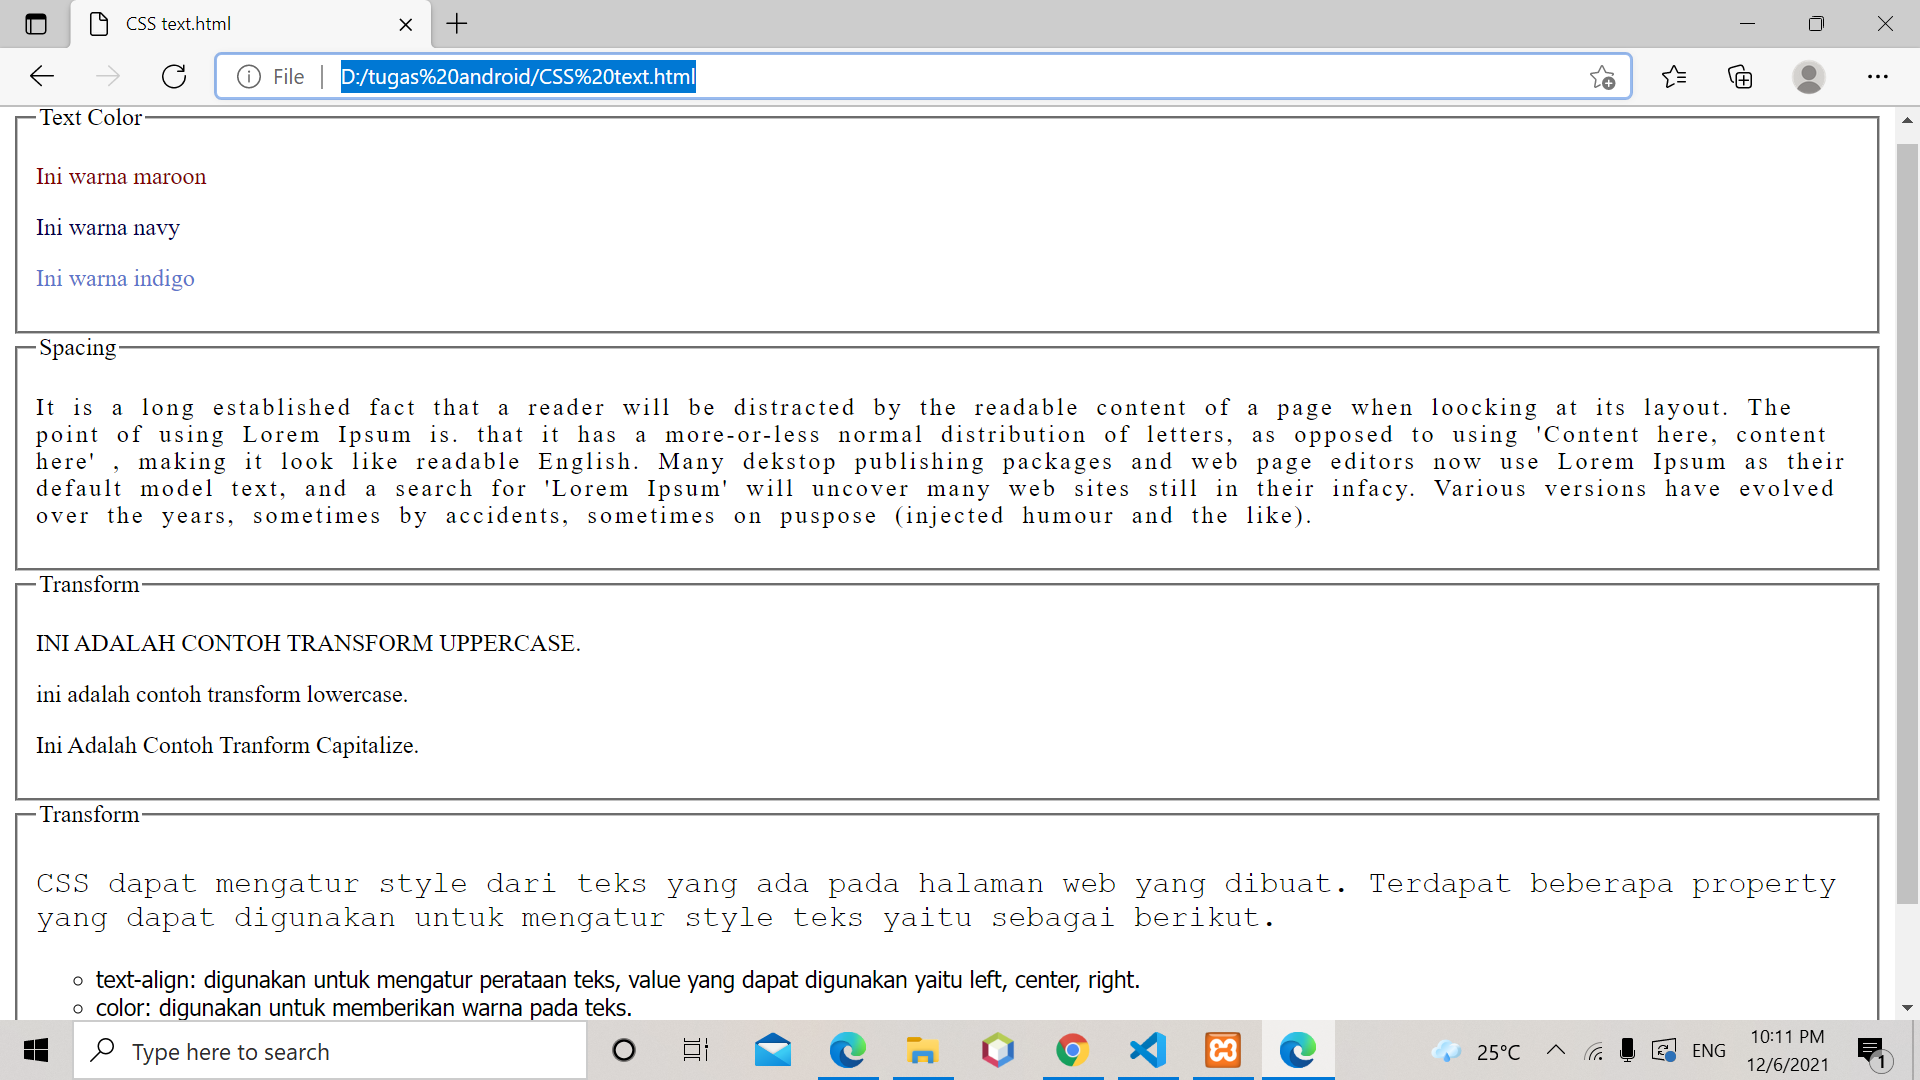 CSS text.html
File
D:/tugas%20android/CSS%20text.html
Text Color
Ini warna maroon
Ini warna navy
Ini warna indigo
Spacing
It is a long established fact that a reader will be distracted by the readable content of a page when loocking at its layout. The
point of using Lorem Ipsum is. that it has a more-or-less normal distribution of letters, as opposed to using 'Content here, content
here' , making it look like readable English. Many dekstop publishing packages and web page editors now use Lorem Ipsum as their
default model text, and a search for 'Lorem Ipsum' will uncover many web sites still in their infacy. Various versions have evolved
over the years, sometimes by accidents, sometimes on puspose (injected humour and the like).
Transform
INI ADALAH CONTOH TRANSFORM UPPERCASE.
ini adalah contoh transform lowercase.
Ini Adalah Contoh Tranform Capitalize.
Transform
CSS dapat mengatur style dari teks yang ada pada halaman web yang dibuat. Terdapat beberapa property
yang dapat digunakan untuk mengatur style teks yaitu sebagai berikut.
text-align: digunakan untuk mengatur perataan teks, value yang dapat digunakan yaitu left, center, right.
color: digunakan untuk memberikan warna pada teks.
Type here to search
25°C
ENG
10:11 PM
12/6/2021
1